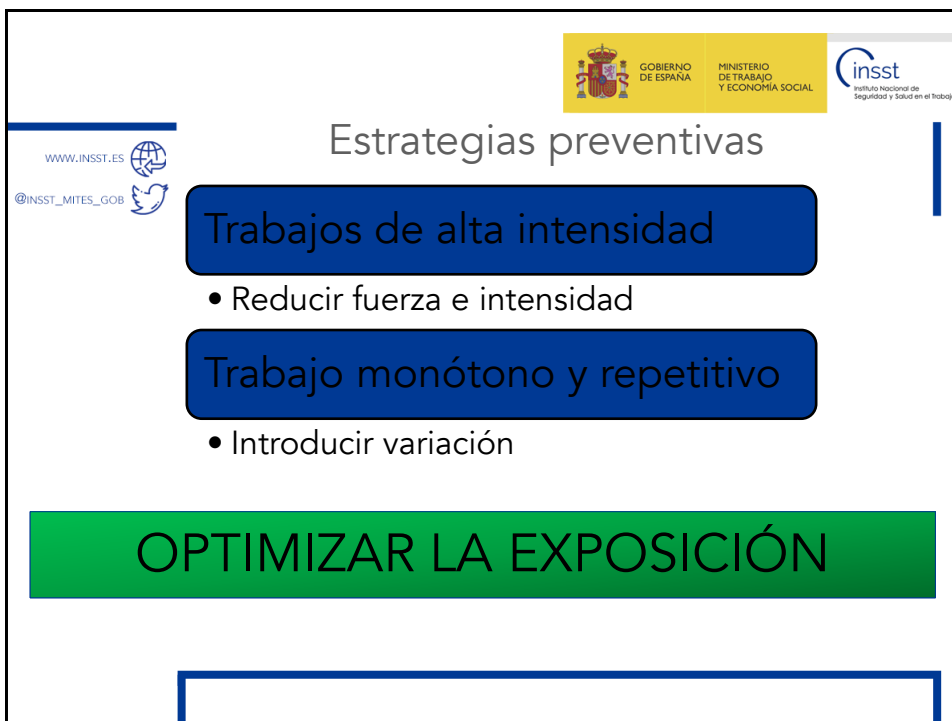 GOBIERNO
DE ESPAÑA
MINISTERIO
DE TRABAJO
Y ECONOMÍA SOCIAL
insst
Instituto Nacional de
Seguridad y Salud en el Trabajo
WWW.INSST.ES
@INSST_MITES_GOB
Estrategias preventivas
Trabajos de alta intensidad
• Reducir fuerza e intensidad
Trabajo monótono y repetitivo
• Introducir variación
OPTIMIZAR LA EXPOSICIÓN